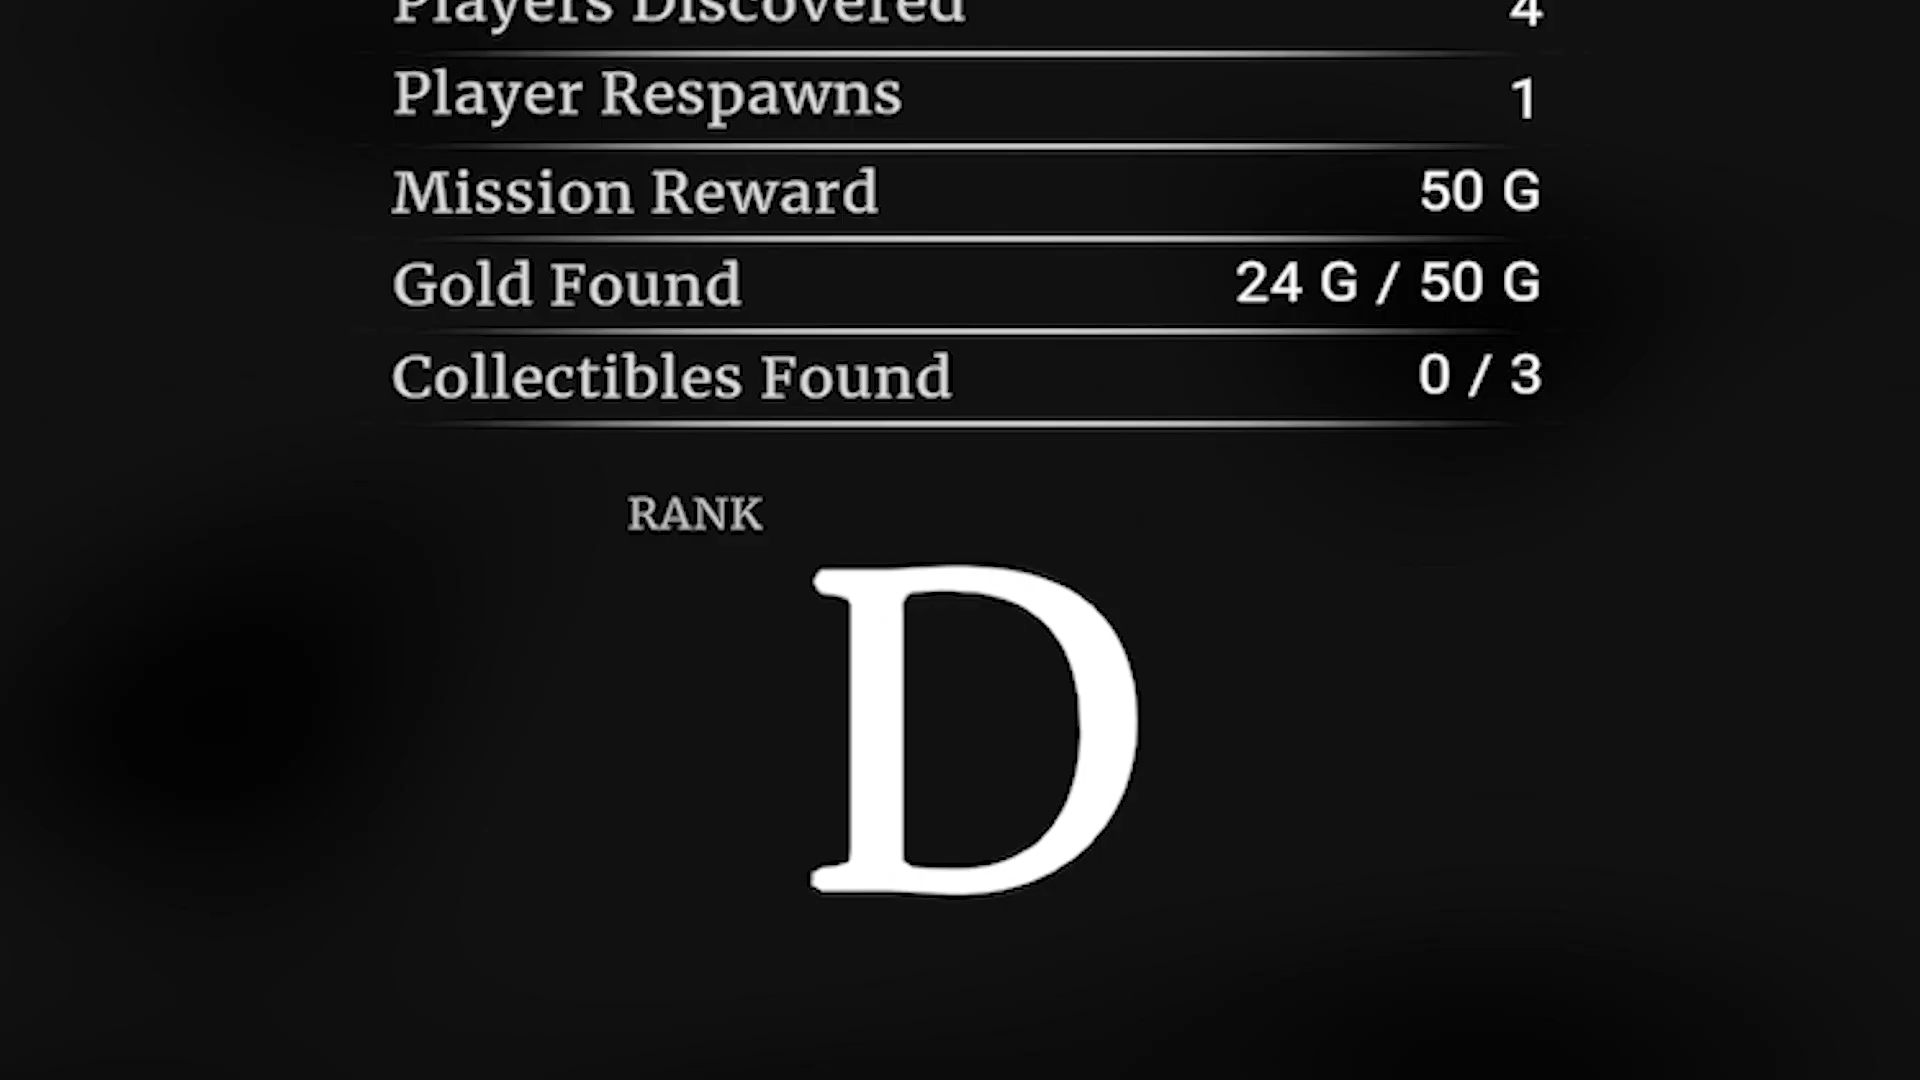 Players Discovered 4
Player Respawns 1
Mission Reward 50 G
Gold Found 24 G / 50 G
Collectibles Found 0 / 3
RANK
D